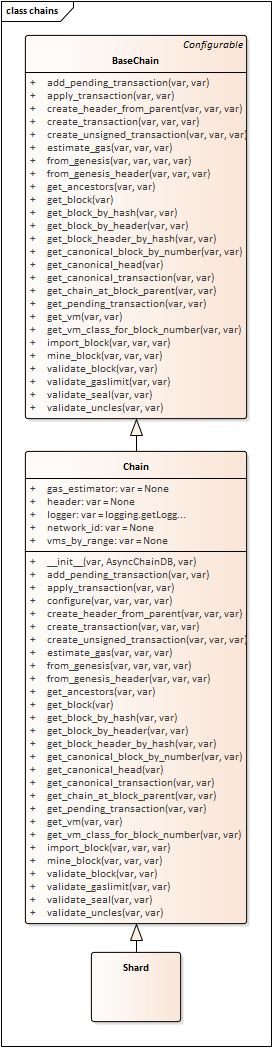 class chains
Configurable
BaseChain
+ add_pending_transaction(var, var)
+ apply_transaction(var, var)
+ create_header_from_parent(var, var, var)
+ create_transaction(var, var, var)
+ create_unsigned_transaction(var, var, var)
+ estimate_gas(var, var, var)
+ from_genesis(var, var, var)
+ from_genesis_header(var, var, var)
+ get_ancestors(var, var)
+ get_block(var)
+ get_block_by_hash(var, var)
+ get_block_by_header(var, var)
+ get_block_header_by_hash(var, var)
+ get_canonical_block_by_number(var, var)
+ get_canonical_head(var)
+ get_canonical_transaction(var, var)
+ get_chain_at_block_parent(var, var)
+ get_pending_transaction(var, var)
+ get_vm(var, var)
+ get_vm_class_for_block_number(var, var)
+ import_block(var, var, var)
+ mine_block(var, var, var)
+ validate_block(var, var)
+ validate_gaslimit(var, var)
+ validate_seal(var, var)
+ validate_uncles(var, var)
Chain
+ gas_estimator: var = None
+ header: var = None
+ logger: var = logging.getLogg...
+ network_id: var = None
+ vms_by_range: var = None
+ __init__(var, AsyncChainDB, var)
+ add_pending_transaction(var, var)
+ apply_transaction(var, var)
+ configure(var, var, var)
+ create_header_from_parent(var, var, var)
+ create_transaction(var, var, var)
+ create_unsigned_transaction(var, var, var)
+ estimate_gas(var, var, var)
+ from_genesis(var, var, var)
+ from_genesis_header(var, var, var)
+ get_ancestors(var, var)
+ get_block(var)
+ get_block_by_hash(var, var)
+ get_block_by_header(var, var)
+ get_block_header_by_hash(var, var)
+ get_canonical_block_by_number(var, var)
+ get_canonical_head(var)
+ get_canonical_transaction(var, var)
+ get_chain_at_block_parent(var, var)
+ get_pending_transaction(var, var)
+ get_vm(var, var)
+ get_vm_class_for_block_number(var, var)
+ import_block(var, var, var)
+ mine_block(var, var, var)
+ validate_block(var, var)
+ validate_gaslimit(var, var)
+ validate_seal(var, var)
+ validate_uncles(var, var)
Shard